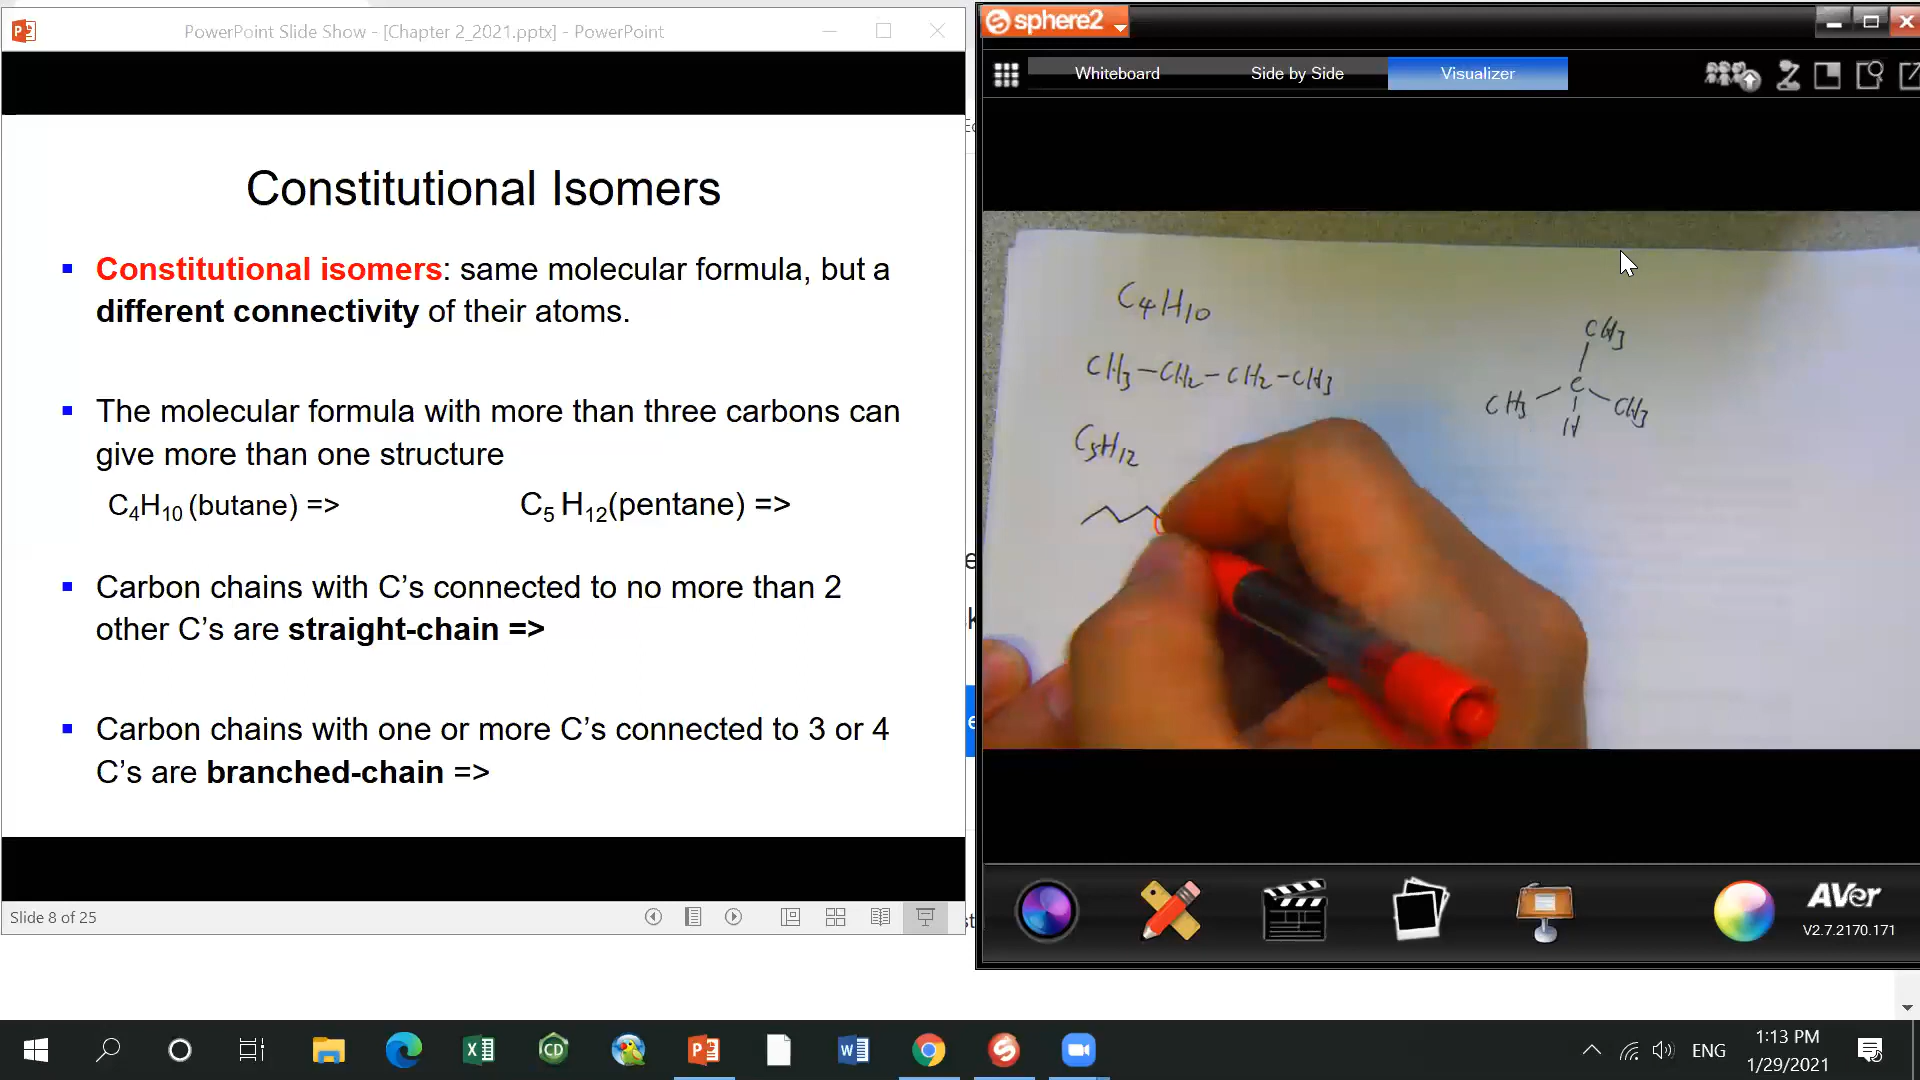 PowerPoint Slide Show - [Chapter 2_2021.pptx] - PowerPoint
Constitutional Isomers
Constitutional isomers: same molecular formula, but a
different connectivity of their atoms.
The molecular formula with more than three carbons can
give more than one structure
C4H10 (butane) => C5 H12(pentane) =>
Carbon chains with C's connected to no more than 2
other C's are straight-chain =>
Carbon chains with one or more C's connected to 3 or 4
C's are branched-chain =>
Slide 8 of 25
sphere2
Whiteboard Side by Side Visualizer
C4H10
CH3-CH2-CH2-CH3
C5H12
CH3
CH3 C CH3
H
AVer
V2.7.2170.171
ENG
1:13 PM
1/29/2021